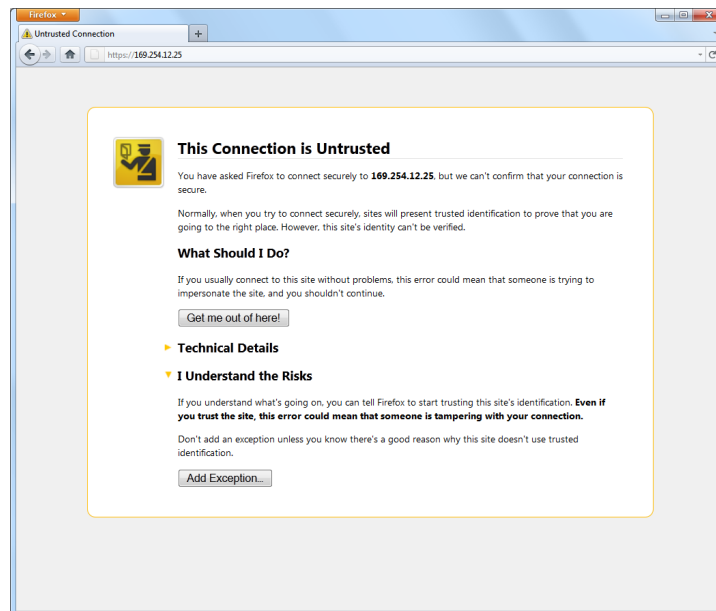 Firefox
Untrusted Connection
https://169.254.12.25
This Connection is Untrusted
You have asked Firefox to connect securely to 169.254.12.25, but we can't confirm that your connection is
secure.
Normally, when you try to connect securely, sites will present trusted identification to prove that you are
going to the right place. However, this site's identity can't be verified.
What Should I Do?
If you usually connect to this site without problems, this error could mean that someone is trying to
impersonate the site, and you shouldn't continue.
Get me out of here!
Technical Details
I Understand the Risks
If you understand what's going on, you can tell Firefox to start trusting this site's identification. Even if
you trust the site, this error could mean that someone is tampering with your connection.
Don't add an exception unless you know there's a good reason why this site doesn't use trusted
identification.
Add Exception...